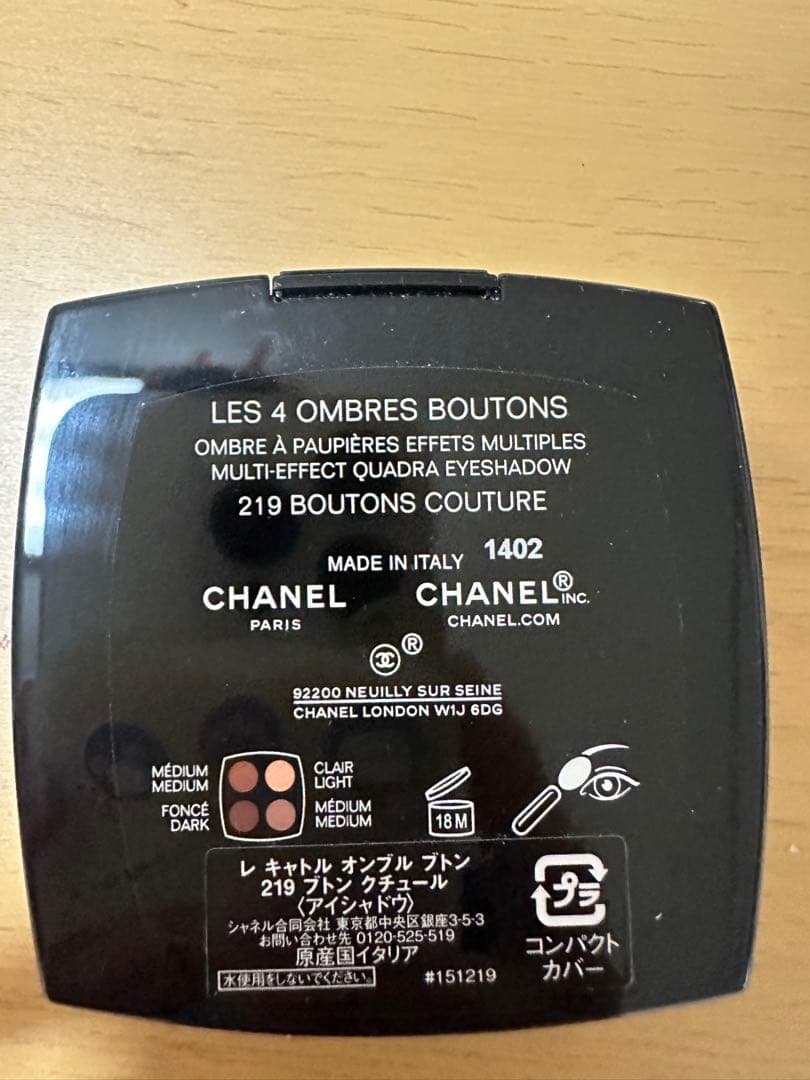 LES 4 OMBRES BOUTONS
OMBRE À PAUPIÈRES EFFETS MULTIPLES
MULTI-EFFECT QUADRA EYESHADOW
219 BOUTONS COUTURE
MADE IN ITALY 1402
CHANEL
PARIS
CHANEL® INC.
CHANEL.COM
®
92200 NEUILLY SUR SEINE
CHANEL LONDON W1J 6DG
MÉDIUM
MEDIUM
CLAIR
LIGHT
FONCÉ
DARK
MÉDIUM
MEDIUM
18 M
レ キャトル オンブル ブトン
219 ブトン クチュール
〈アイシャドウ〉
シャネル合同会社 東京都中央区銀座3-5-3
お問い合わせ先 0120-525-519
原産国イタリア
水使用をしないでください。
#151219
プラ
コンパクト
カバー